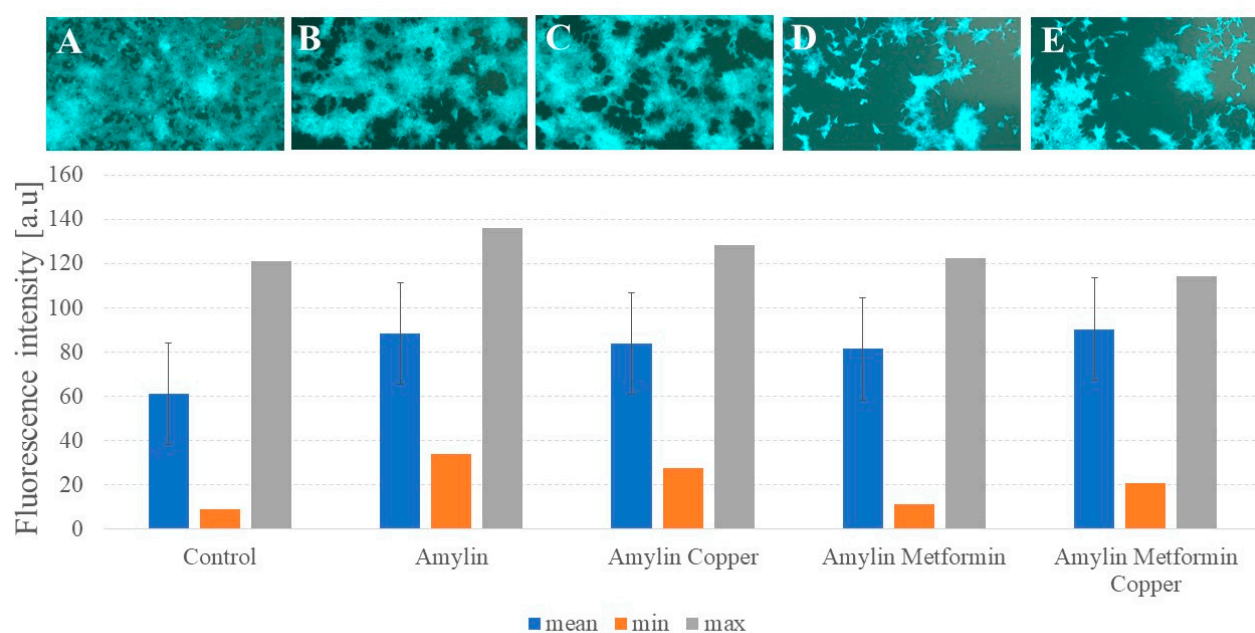 A B C D E
160
140
120
100
80
60
40
20
0
Fluorescence intensity [a.u]
Control Amylin Amylin Copper Amylin Metformin Amylin Metformin
Copper
mean min max